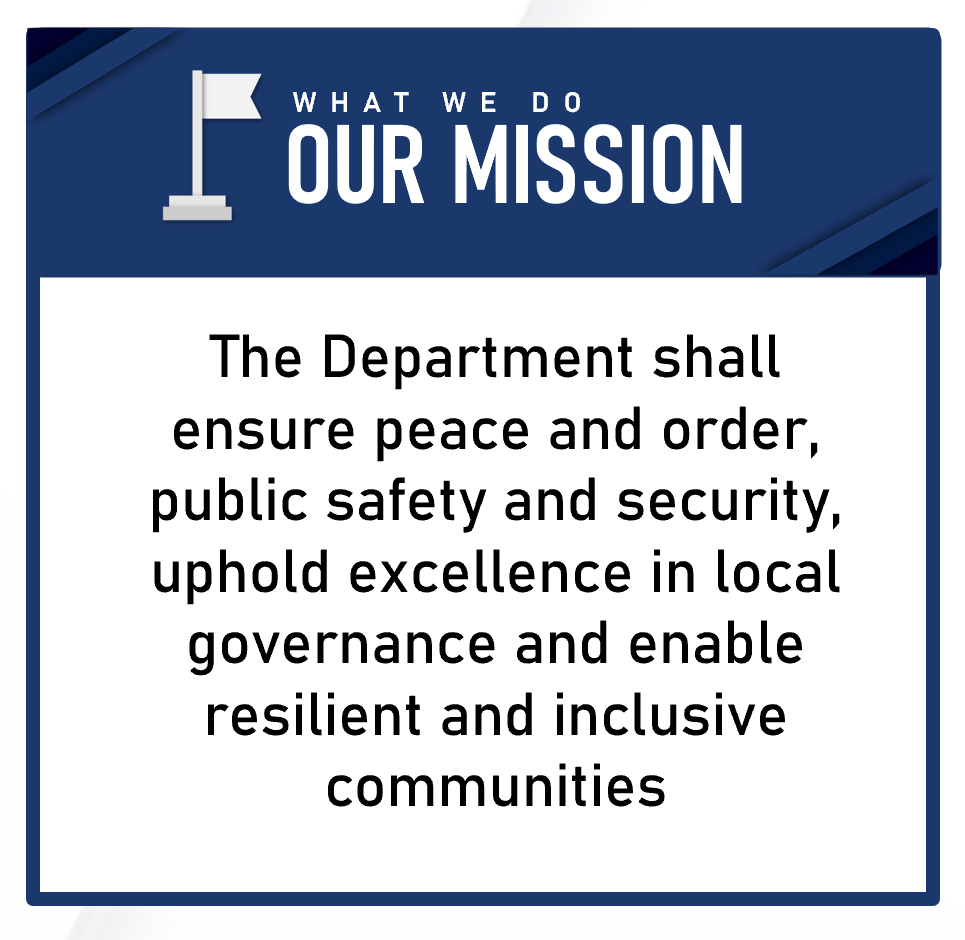 WHAT WE DO
OUR MISSION
The Department shall
ensure peace and order,
public safety and security,
uphold excellence in local
governance and enable
resilient and inclusive
communities